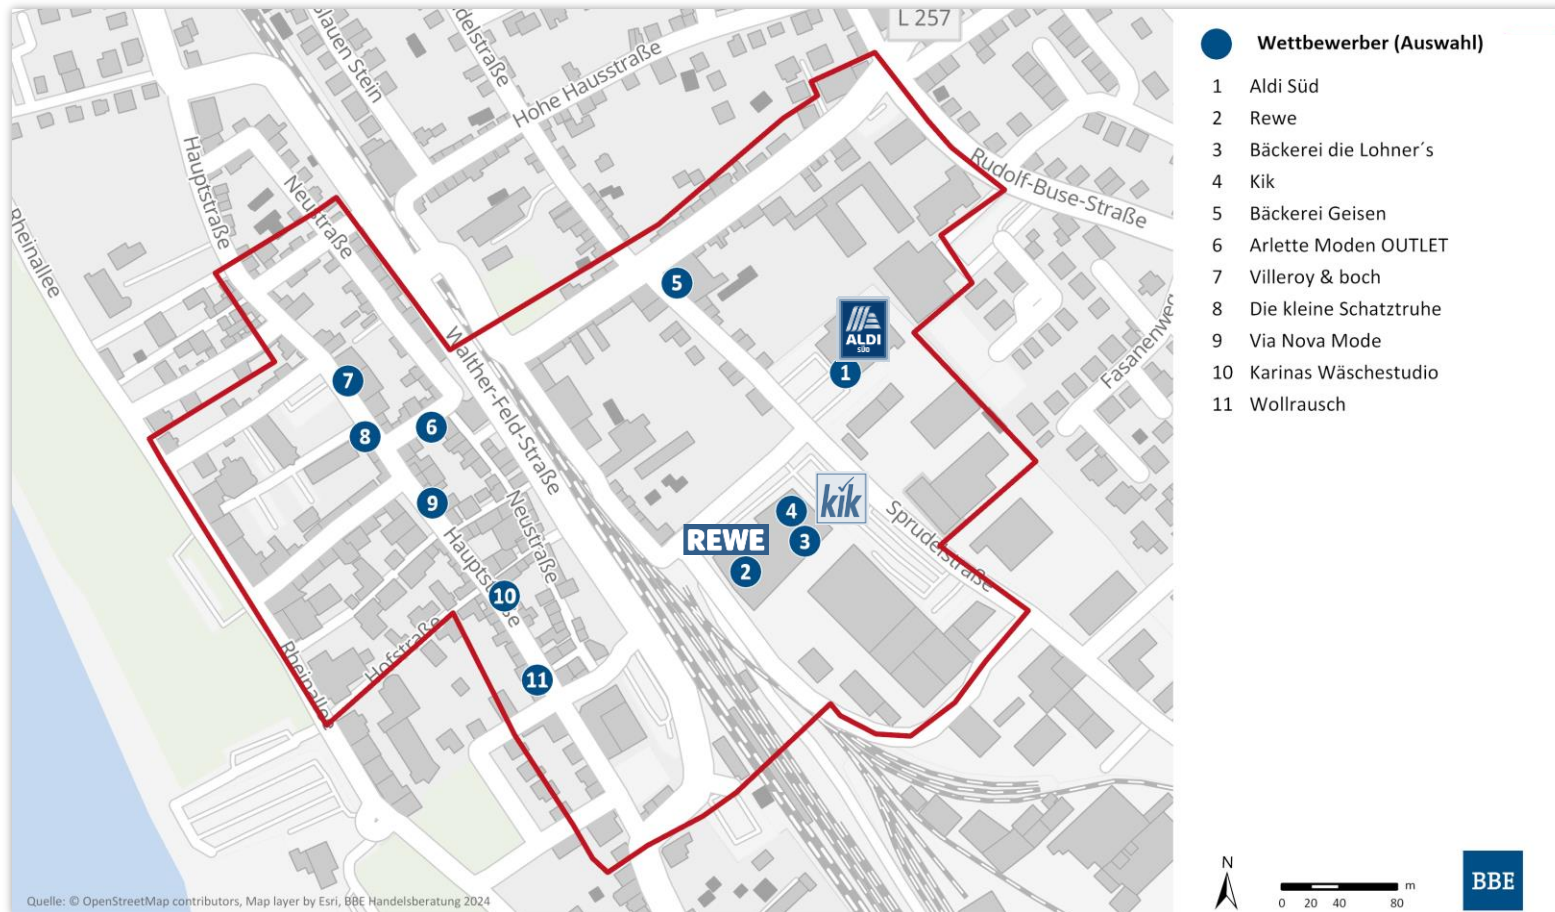 L 257
Blauen Stein
delstraße
Hohe Hausstraße
Hauptstraße
Neustraße
Rudolf-Buse-Straße
Rheinallee
Fasanenweg
Walther-Feld-Straße
5
ALDI
SÜD
1
7
8
6
9
Neustraße
Hauptstraße
kik
4
REWE
3
2
Sprudelstraße
10
Hofstraße
Rheinallee
11
Quelle: © OpenStreetMap contributors, Map layer by Esri, BBE Handelsberatung 2024
Wettbewerber (Auswahl)
1 Aldi Süd
2 Rewe
3 Bäckerei die Lohner´s
4 Kik
5 Bäckerei Geisen
6 Arlette Moden OUTLET
7 Villeroy & boch
8 Die kleine Schatztruhe
9 Via Nova Mode
10 Karinas Wäschestudio
11 Wollrausch
N
m
0 20 40 80
BBE